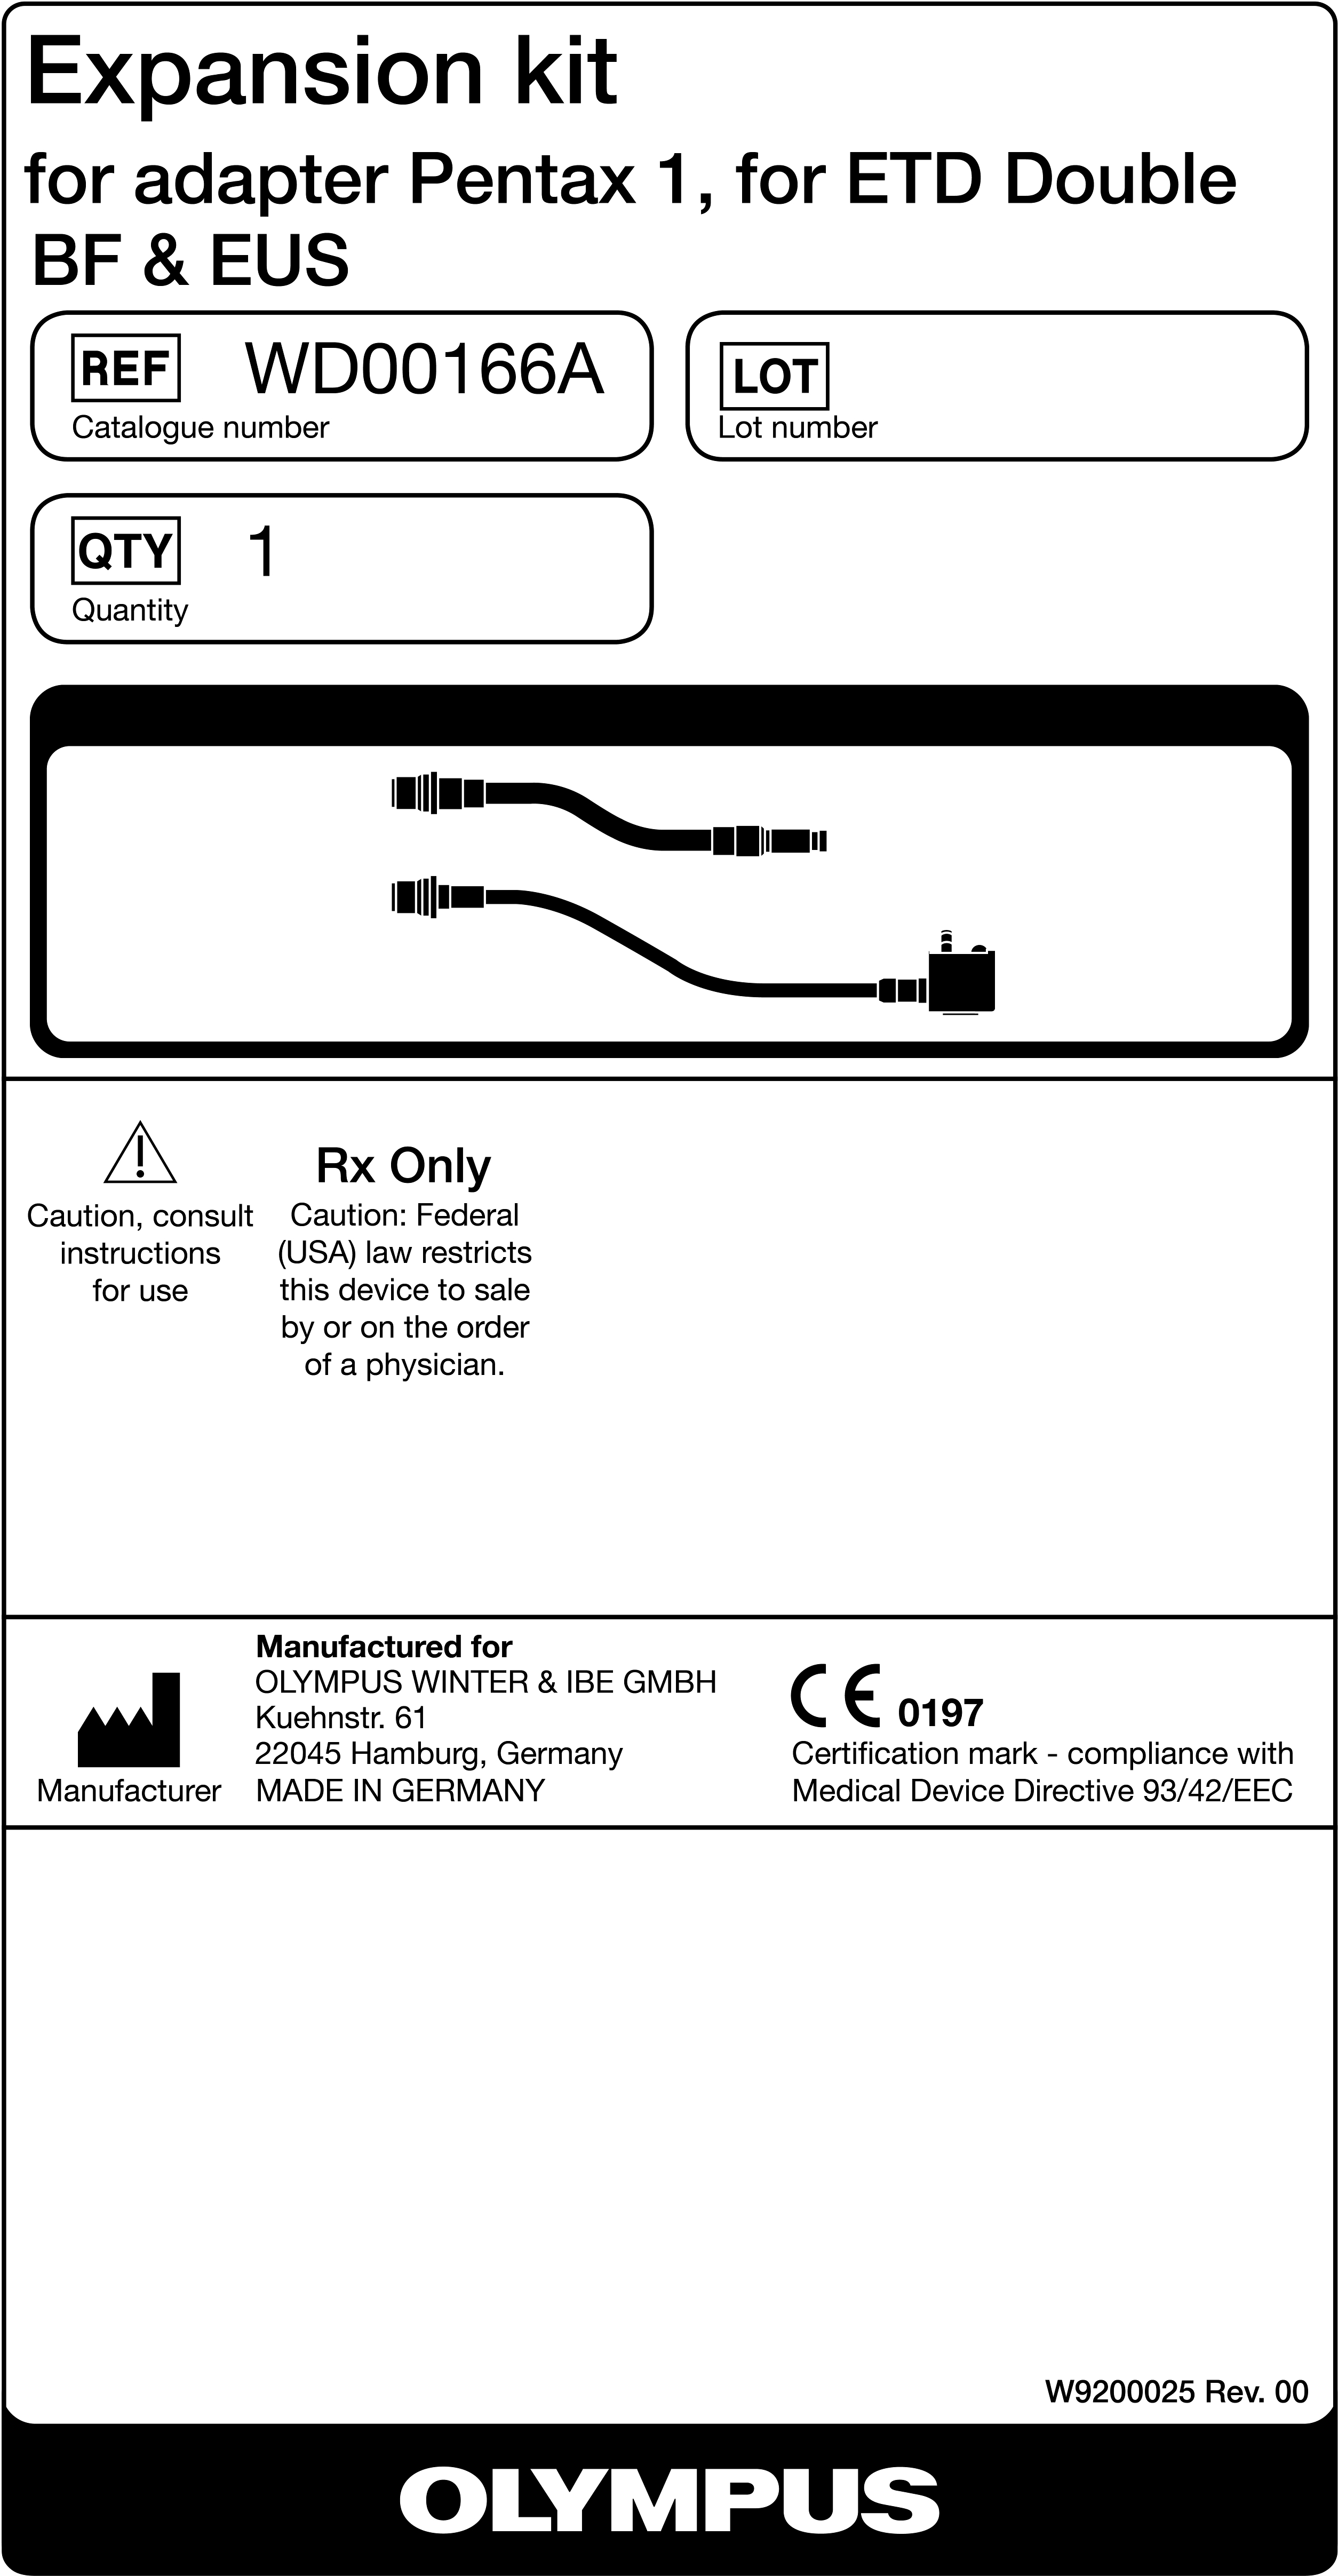 Expansion kit
for adapter Pentax 1, for ETD Double
BF & EUS
REF WD00166A
Catalogue number
LOT
Lot number
QTY 1
Quantity
Caution, consult
instructions
for use
Rx Only
Caution: Federal
(USA) law restricts
this device to sale
by or on the order
of a physician.
Manufacturer
Manufactured for
OLYMPUS WINTER & IBE GMBH
Kuehnstr. 61
22045 Hamburg, Germany
MADE IN GERMANY
CE 0197
Certification mark - compliance with
Medical Device Directive 93/42/EEC
W9200025 Rev. 00
OLYMPUS